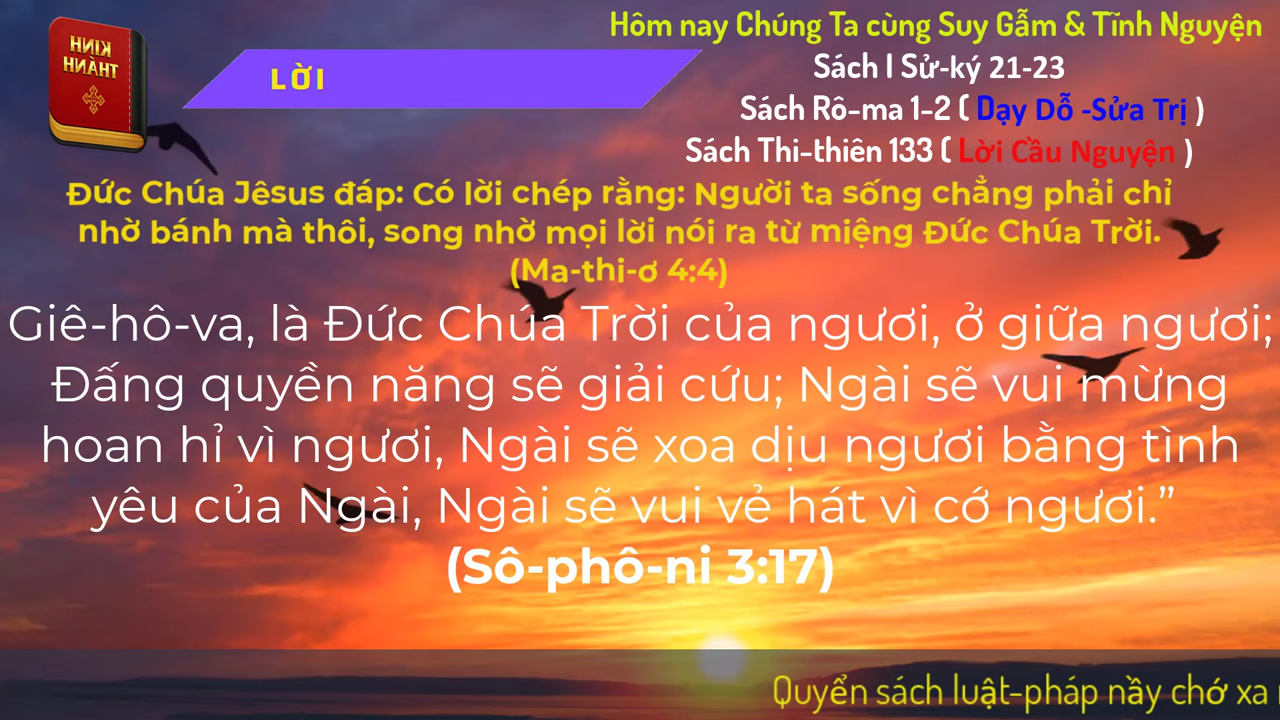 KINH
THÁNH
LỜI
Hôm nay Chúng Ta cùng Suy Gẫm & Tĩnh Nguyện
Sách I Sử-ký 21-23
Sách Rô-ma 1-2 ( Dạy Dỗ -Sửa Trị )
Sách Thi-thiên 133 ( Lời Cầu Nguyện )
Đức Chúa Jêsus đáp: Có lời chép rằng: Người ta sống chẳng phải chỉ
nhờ bánh mà thôi, song nhờ mọi lời nói ra từ miệng Đức Chúa Trời.
(Ma-thi-ơ 4:4)
Giê-hô-va, là Đức Chúa Trời của ngươi, ở giữa ngươi;
Đấng quyền năng sẽ giải cứu; Ngài sẽ vui mừng
hoan hỉ vì ngươi, Ngài sẽ xoa dịu ngươi bằng tình
yêu của Ngài, Ngài sẽ vui vẻ hát vì cớ ngươi.”
(Sô-phô-ni 3:17)
Quyển sách luật-pháp nầy chớ xa